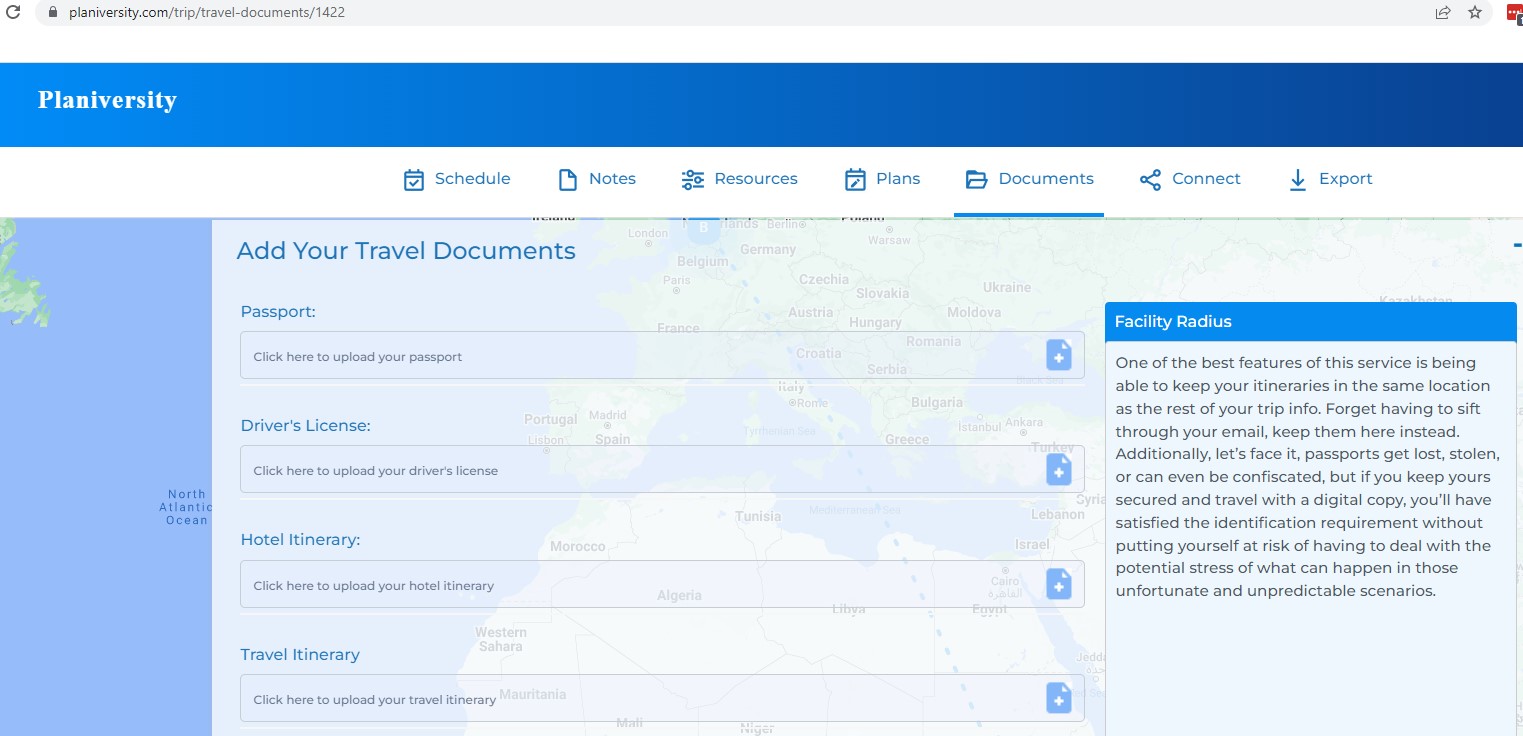 planiversity.com/trip/travel-documents/1422
Planiversity
Schedule
Notes
Resources
Plans
Documents
Connect
Export
Add Your Travel Documents
Passport:
Click here to upload your passport
Driver's License:
Click here to upload your driver's license
Hotel Itinerary:
Click here to upload your hotel itinerary
Travel Itinerary
Click here to upload your travel itinerary
Facility Radius
One of the best features of this service is being
able to keep your itineraries in the same location
as the rest of your trip info. Forget having to sift
through your email, keep them here instead.
Additionally, let’s face it, passports get lost, stolen,
or can even be confiscated, but if you keep yours
secured and travel with a digital copy, you’ll have
satisfied the identification requirement without
putting yourself at risk of having to deal with the
potential stress of what can happen in those
unfortunate and unpredictable scenarios.
North
Atlantic
Ocean
Ireland
London
B
Berlin
Poland
Warsaw
Germany
Belgium
Paris
Czechia
Slovakia
Ukraine
Kazakhstan
Austria
Hungary
Moldova
France
Croatia
Romania
Serbia
Black Sea
Italy
Rome
Bulgaria
Portugal
Madrid
Lisbon
Spain
Tyrrhenian Sea
Greece
Istanbul
Ankara
Turkey
Tunisia
Mediterranean Sea
Syria
Lebanon
Morocco
Israel
Cairo
القاهرة
Algeria
Libya
Egypt
Western
Sahara
Mauritania
Mali
Niger